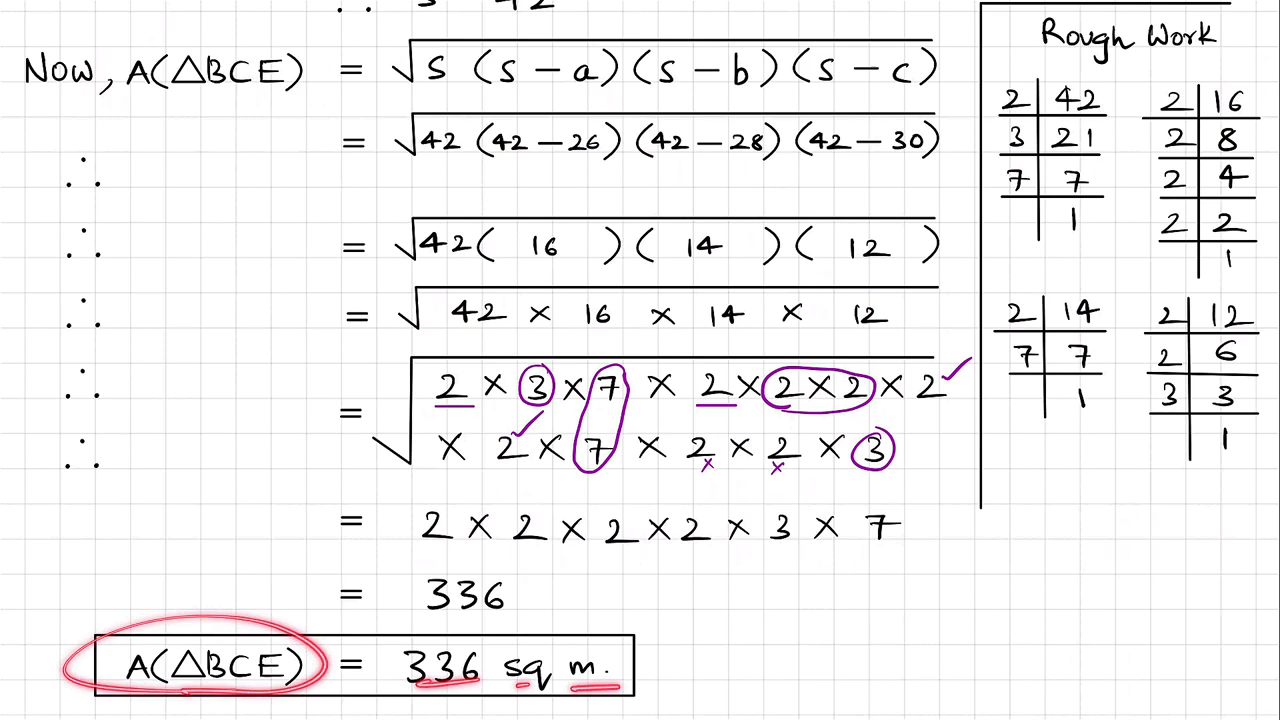 ∴ s = 42
Now, A(△BCE) = √s (s – a)(s – b)(s – c)
= √42 (42 – 26)(42 – 28)(42 – 30)
∴
= √42( 16 )( 14 )( 12 )
∴
= √42 × 16 × 14 × 12
∴
= √2 × 3 × 7 × 2 × 2 × 2 × 2
× 2 × 7 × 2 × 2 × 3
∴
∴
= 2 × 2 × 2 × 2 × 3 × 7
= 336
A(△BCE) = 336 sq m.
Rough Work
2 | 42
3 | 21
7 | 7
1
2 | 16
2 | 8
2 | 4
2 | 2
1
2 | 14
7 | 7
1
2 | 12
2 | 6
3 | 3
1